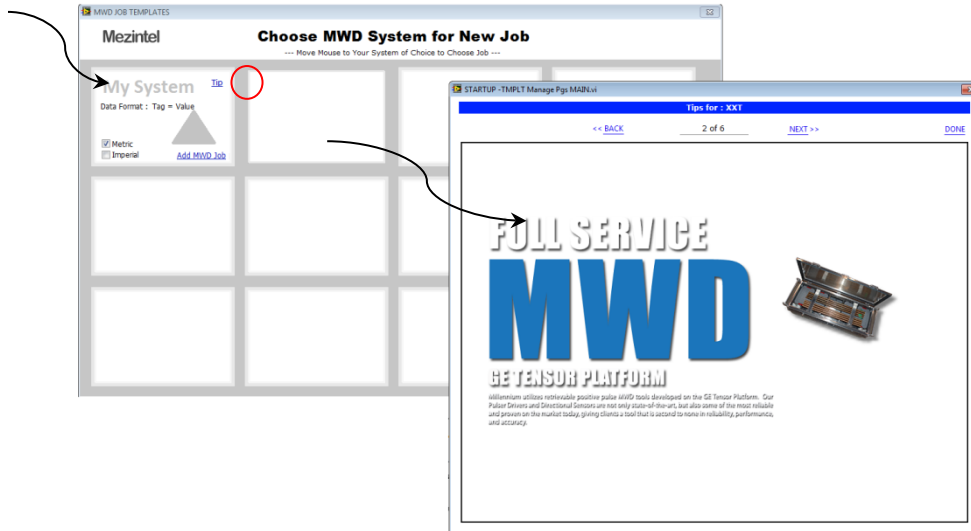 MWD JOB TEMPLATES
Mezintel
Choose MWD System for New Job
--- Move Mouse to Your System of Choice to Choose Job ---
My System
Tip
Data Format : Tag = Value
Metric
Imperial
Add MWD Job
STARTUP -TMPLT Manage Pgs MAIN.vi
Tips for : XXT
<< BACK
2 of 6
NEXT >>
DONE
FULL SERVICE
MWD
GE TENSOR PLATFORM
Millennium utilizes retrievable positive pulse MWD tools developed on the GE Tensor Platform. Our
Pulser Drivers and Directional Sensors are not only state-of-the-art, but also some of the most reliable
and proven on the market today, giving clients a tool that is second to none in reliability, performance,
and accuracy.